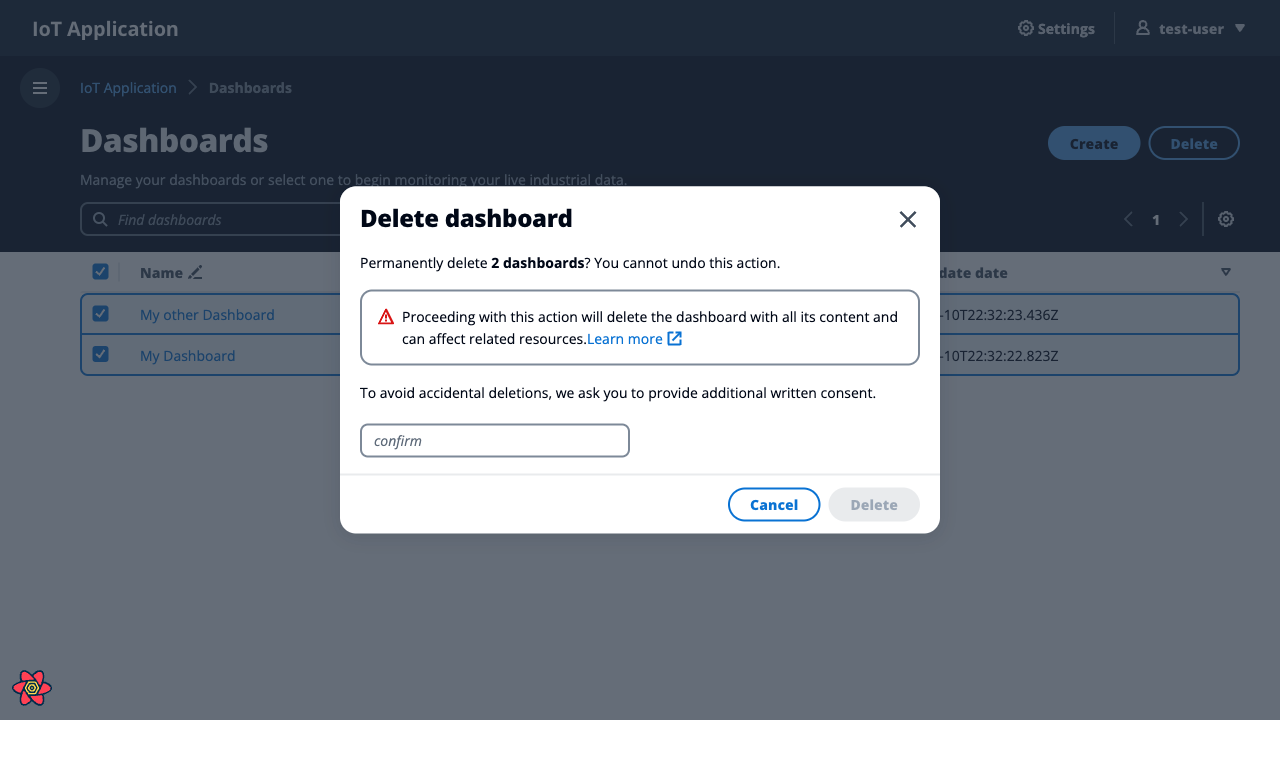 IoT Application
Settings
test-user
IoT Application
Dashboards
Dashboards
Create
Delete
Manage your dashboards or select one to begin monitoring your live industrial data.
Find dashboards
1
Delete dashboard
Permanently delete 2 dashboards? You cannot undo this action.
Proceeding with this action will delete the dashboard with all its content and
can affect related resources.Learn more
To avoid accidental deletions, we ask you to provide additional written consent.
confirm
Cancel
Delete
Name
date date
My other Dashboard
-10T22:32:23.436Z
My Dashboard
-10T22:32:22.823Z